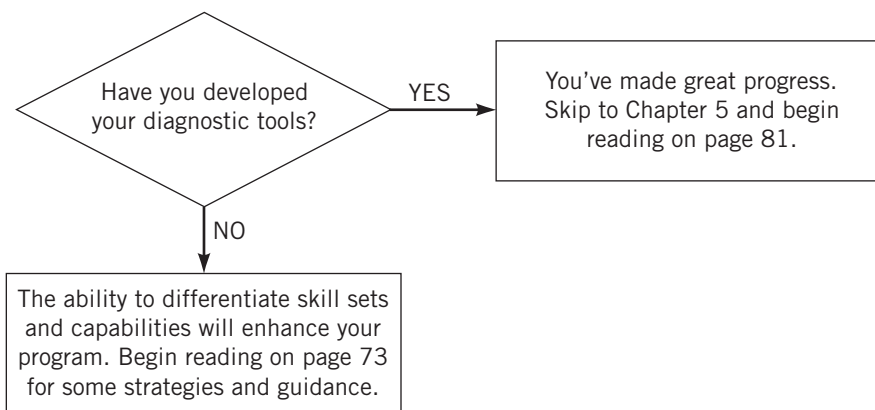 Have you developed
your diagnostic tools?
YES
You’ve made great progress.
Skip to Chapter 5 and begin
reading on page 81.
NO
The ability to differentiate skill sets
and capabilities will enhance your
program. Begin reading on page 73
for some strategies and guidance.